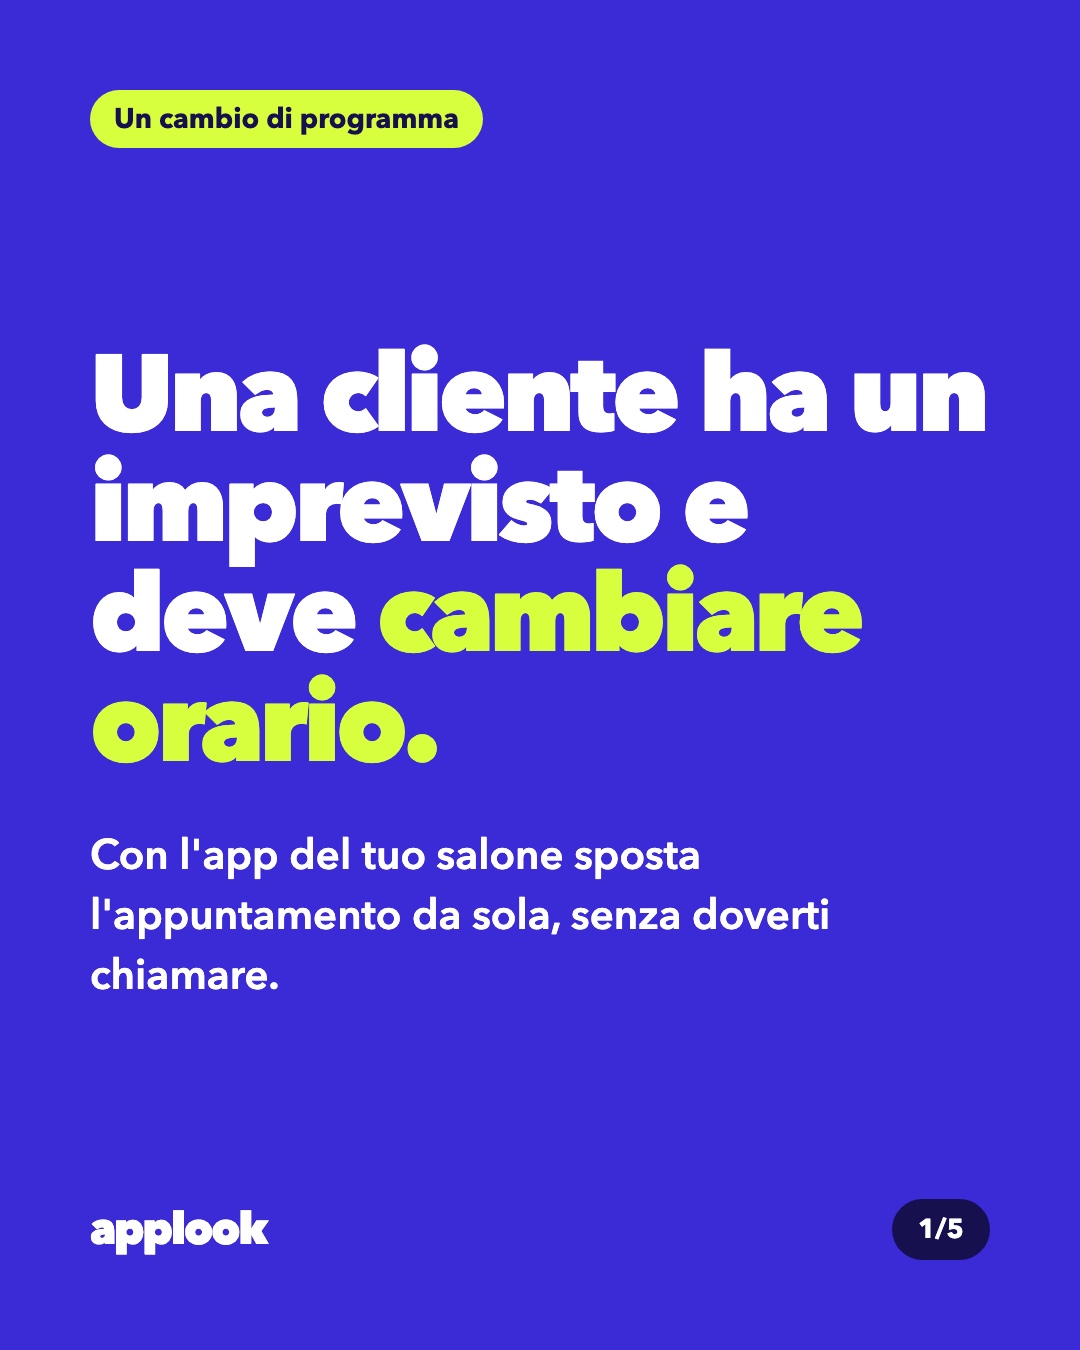 Un cambio di programma
Una cliente ha un
imprevisto e
deve cambiare
orario.
Con l'app del tuo salone sposta
l'appuntamento da sola, senza doverti
chiamare.
applook
1/5